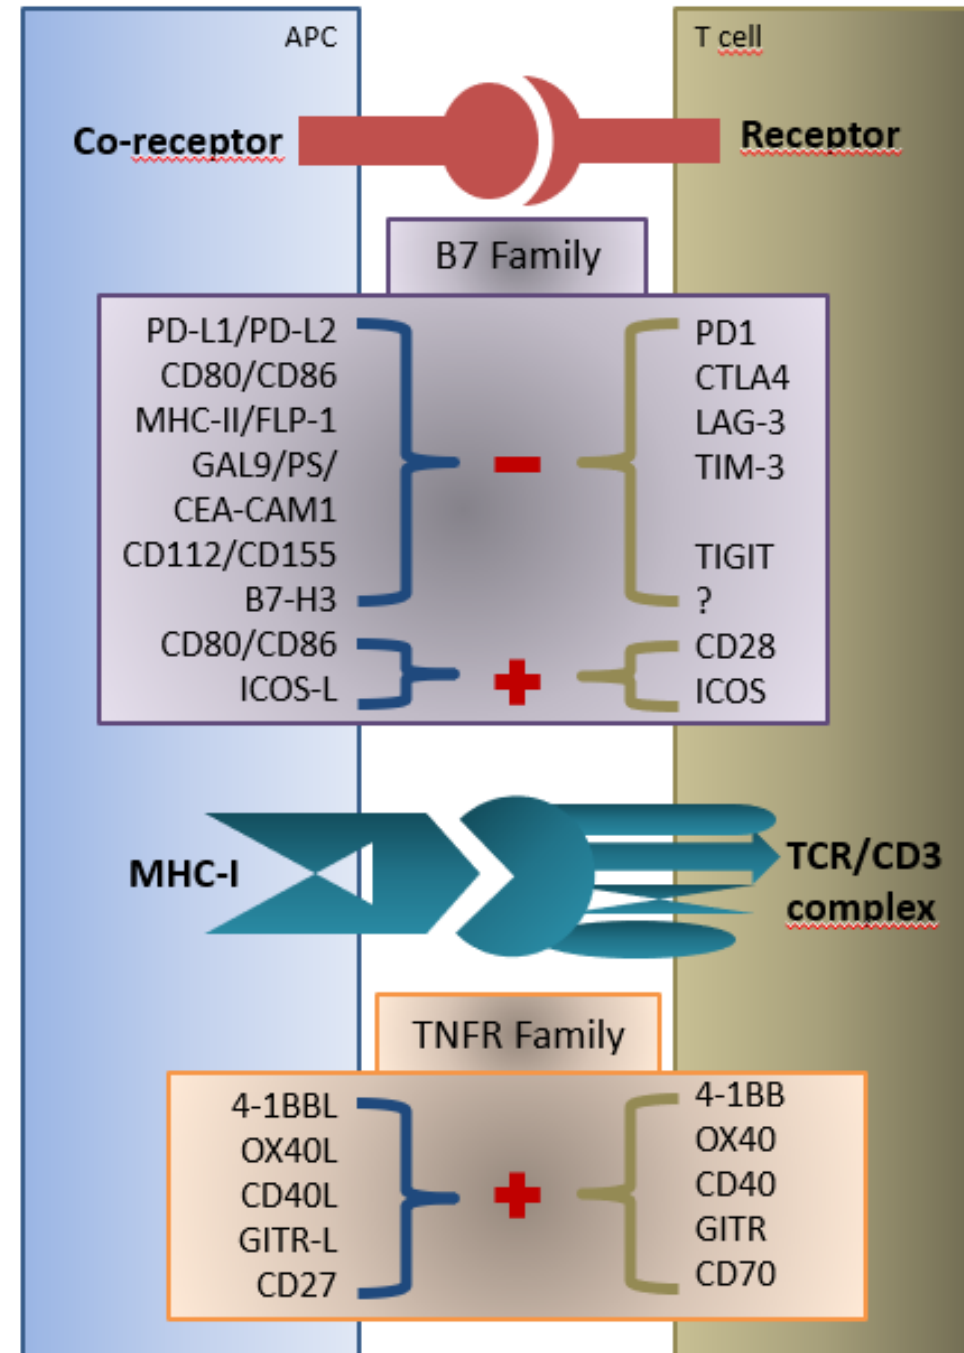 APC
T cell
Co-receptor
Receptor
B7 Family
PD-L1/PD-L2
CD80/CD86
MHC-II/FLP-1
GAL9/PS/
CEA-CAM1
CD112/CD155
B7-H3
CD80/CD86
ICOS-L
–
+
PD1
CTLA4
LAG-3
TIM-3
TIGIT
?
CD28
ICOS
MHC-I
TCR/CD3
complex
TNFR Family
4-1BBL
OX40L
CD40L
GITR-L
CD27
+
4-1BB
OX40
CD40
GITR
CD70